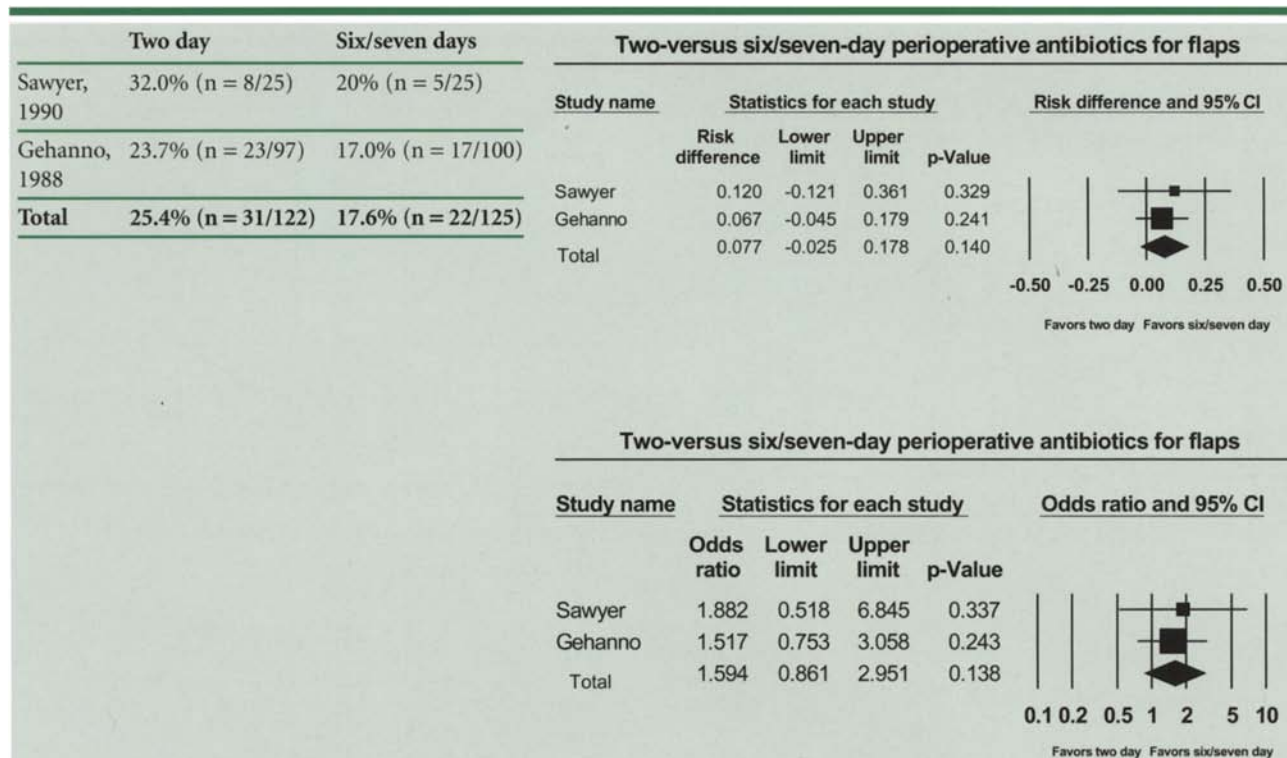 Two day Six/seven days
Sawyer, 32.0% (n = 8/25) 20% (n = 5/25)
1990
Gehanno, 23.7% (n = 23/97) 17.0% (n = 17/100)
1988
Total 25.4% (n = 31/122) 17.6% (n = 22/125)
Two-versus six/seven-day perioperative antibiotics for flaps
Study name Statistics for each study Risk difference and 95% CI
Risk Lower Upper
difference limit limit p-Value
Sawyer 0.120 -0.121 0.361 0.329
Gehanno 0.067 -0.045 0.179 0.241
Total 0.077 -0.025 0.178 0.140
-0.50 -0.25 0.00 0.25 0.50
Favors two day Favors six/seven day
Two-versus six/seven-day perioperative antibiotics for flaps
Study name Statistics for each study Odds ratio and 95% CI
Odds Lower Upper
ratio limit limit p-Value
Sawyer 1.882 0.518 6.845 0.337
Gehanno 1.517 0.753 3.058 0.243
Total 1.594 0.861 2.951 0.138
0.1 0.2 0.5 1 2 5 10
Favors two day Favors six/seven day